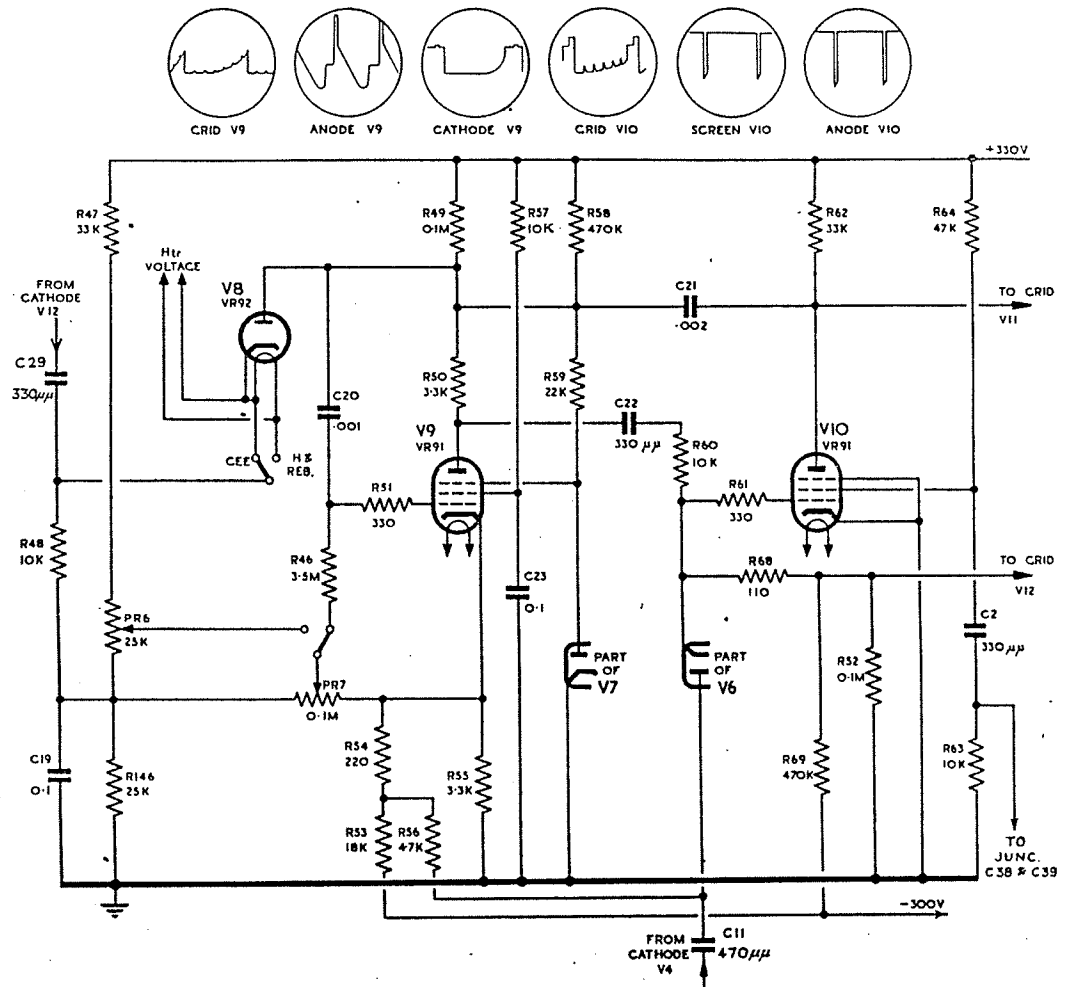 GRID V9
ANODE V9
CATHODE V9
GRID V10
SCREEN V10
ANODE V10
+330V
R47
33K
R49
0.1M
R57
10K
R58
470K
R62
33K
R64
47K
Htr
VOLTAGE
FROM
CATHODE
V12
V8
VR92
C21
.002
TO GRID
V11
C29
330µµ
R50
3.3K
R59
22K
C20
.001
C22
330 µµ
V9
VR91
R60
10K
V10
VR91
CEE
H%
REB.
R51
330
R61
330
R48
10K
R46
3.5M
C23
0.1
R68
110
TO GRID
V12
PR6
25K
C2
330µµ
PART
OF
V7
PART
OF
V6
R52
0.1M
PR7
0.1M
C19
0.1
R146
25K
R54
220
R55
3.3K
R69
470K
R63
10K
R53
18K
R56
47K
TO
JUNC.
C38 & C39
-300V
FROM
CATHODE
V4
C11
470µµ